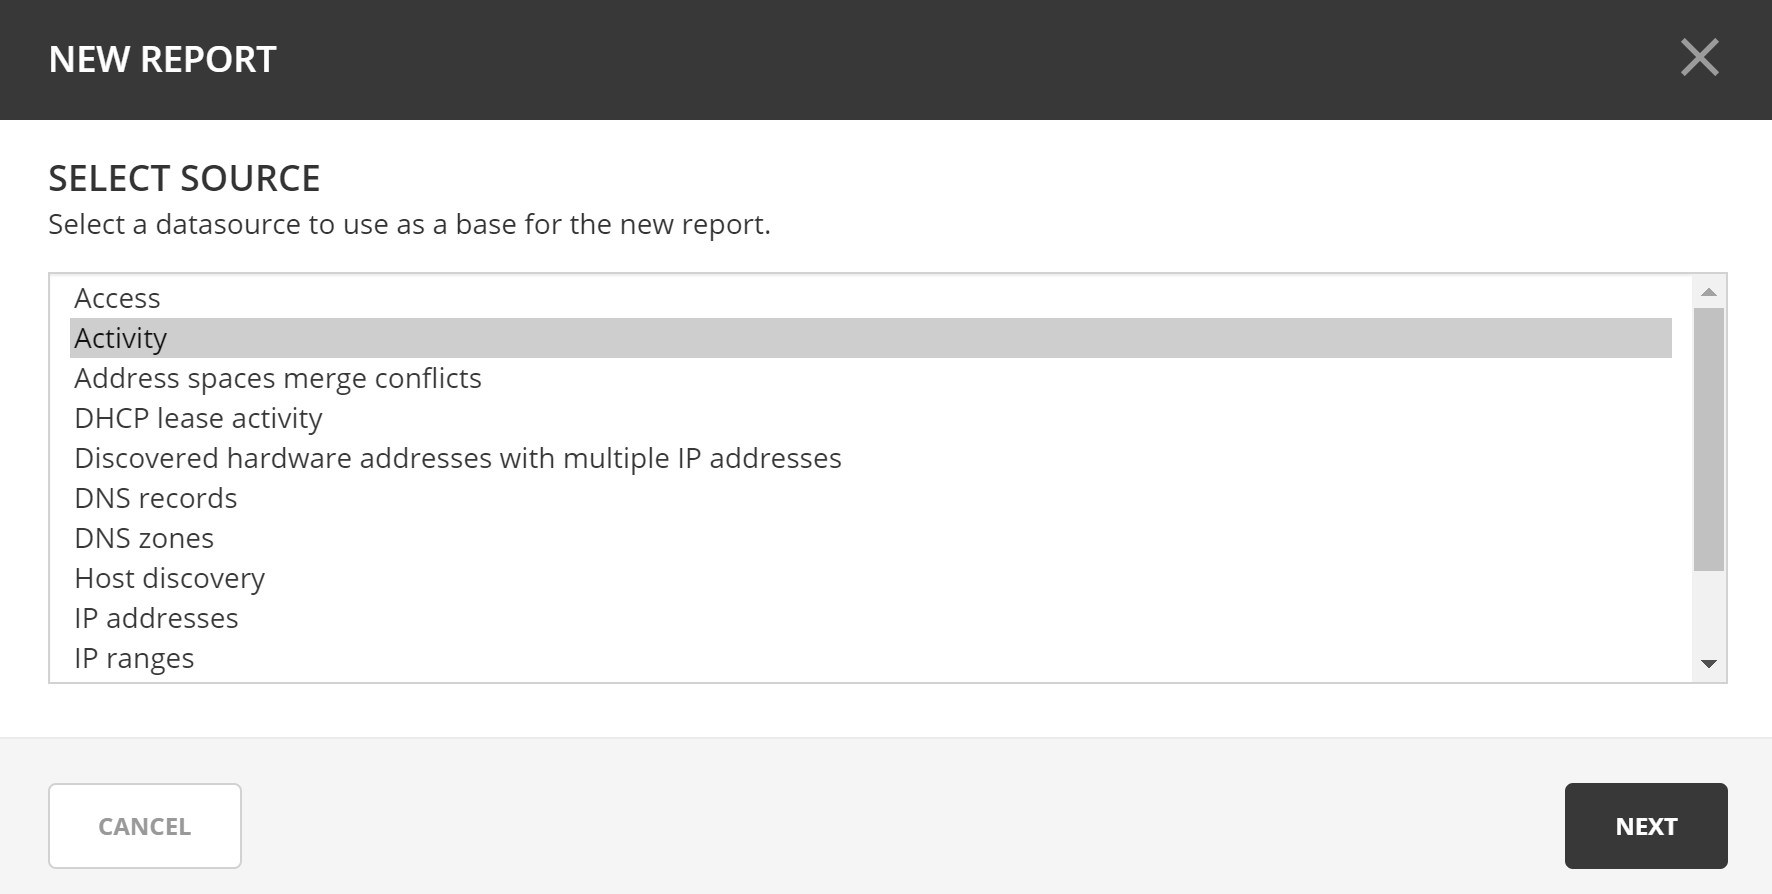 NEW REPORT
SELECT SOURCE
Select a datasource to use as a base for the new report.
Access
Activity
Address spaces merge conflicts
DHCP lease activity
Discovered hardware addresses with multiple IP addresses
DNS records
DNS zones
Host discovery
IP addresses
IP ranges
CANCEL
NEXT